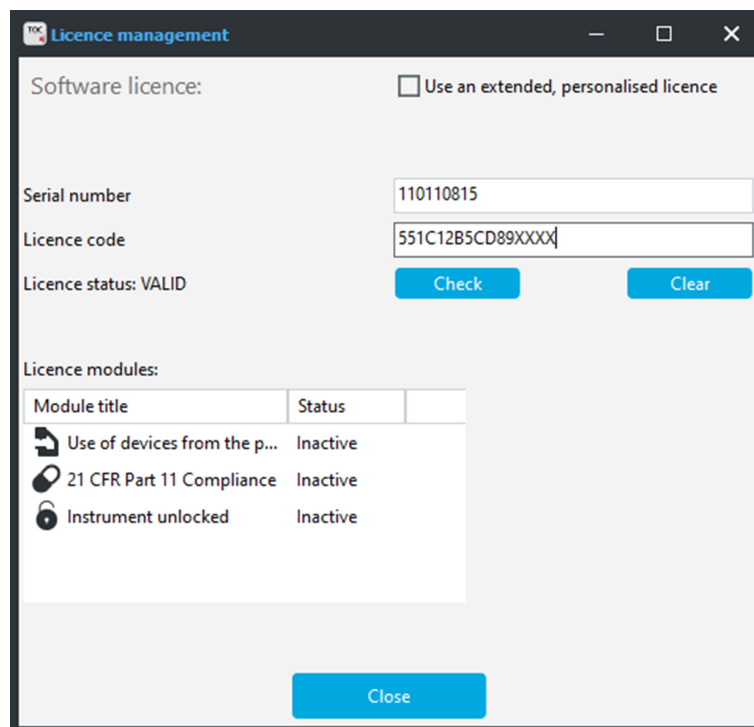 TOC
Licence management
Software licence:
Use an extended, personalised licence
Serial number
110110815
Licence code
551C12B5CD89XXXX
Licence status: VALID
Check
Clear
Licence modules:
Module title Status
Use of devices from the p... Inactive
21 CFR Part 11 Compliance Inactive
Instrument unlocked Inactive
Close